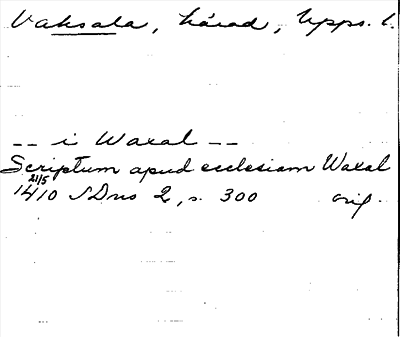 Vaksala, härad, Upps. l.
-- i Waxal --
Scriptum apud ecclesiam Waxal
21/5
1410 SDns 2, s. 300 orig.